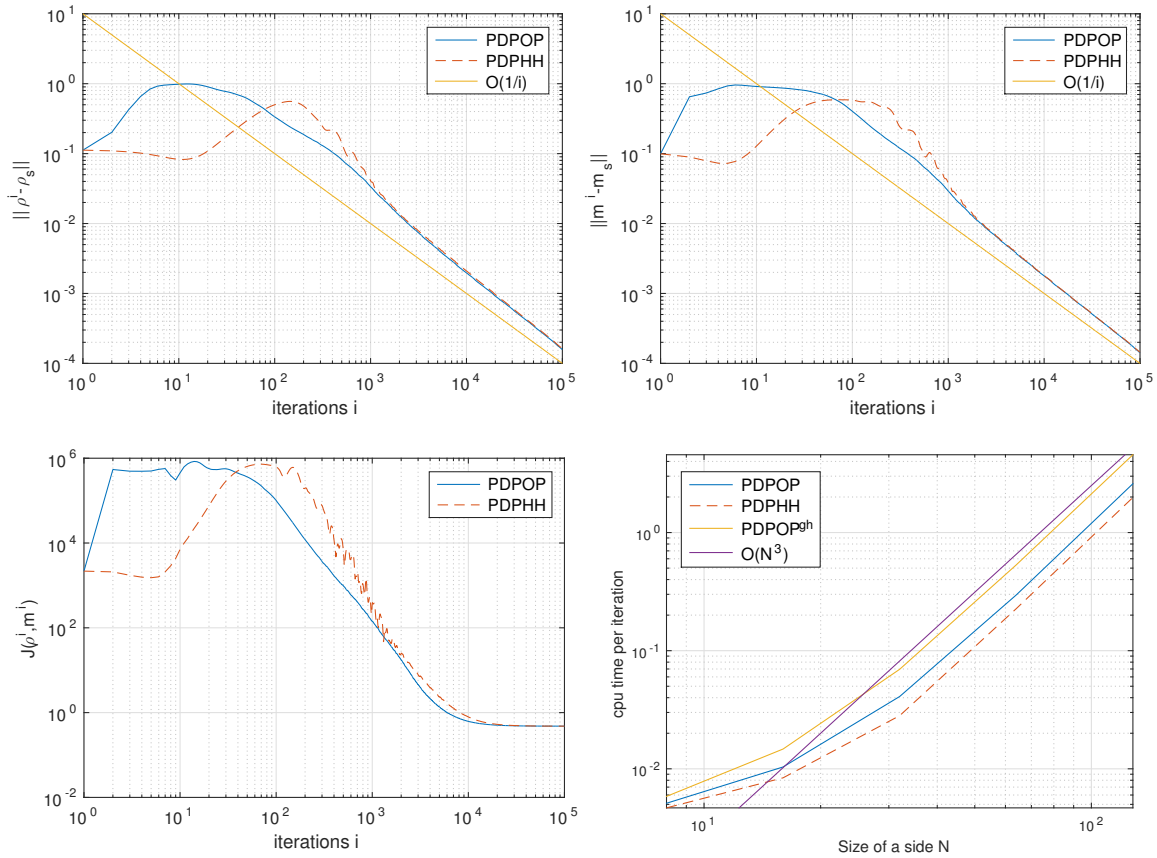 10^1
10^0
10^-1
10^-2
10^-3
10^-4
|| ρ^i-ρ_s||
PDPOP
PDPHH
O(1/i)
10^0 10^1 10^2 10^3 10^4 10^5
iterations i
10^1
10^0
10^-1
10^-2
10^-3
10^-4
||m^i-m_s||
PDPOP
PDPHH
O(1/i)
10^0 10^1 10^2 10^3 10^4 10^5
iterations i
10^6
10^4
10^2
10^0
10^-2
J(ρ^i,m^i)
PDPOP
PDPHH
10^0 10^1 10^2 10^3 10^4 10^5
iterations i
10^0
10^-1
10^-2
cpu time per iteration
PDPOP
PDPHH
PDPOP^gh
O(N^3)
10^1 10^2
Size of a side N